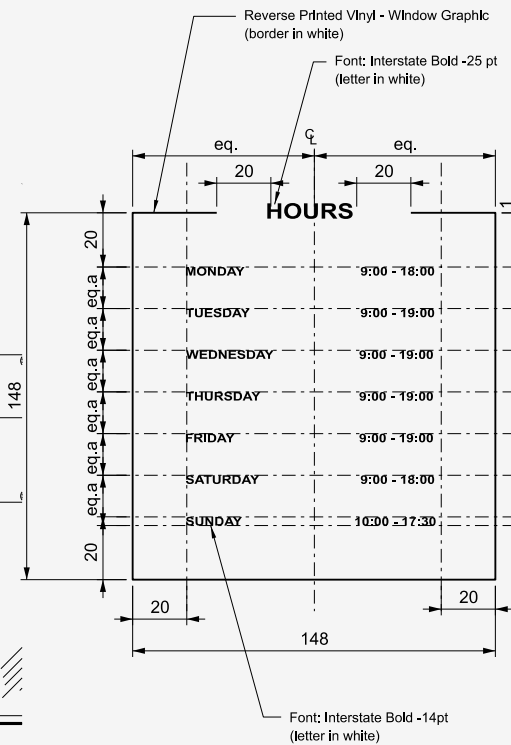 Reverse Printed Vinyl - Window Graphic
(border in white)
Font: Interstate Bold -25 pt
(letter in white)
eq. CL eq.
20 20
HOURS
20
MONDAY 9:00 - 18:00
eq.a
TUESDAY 9:00 - 19:00
eq.a
WEDNESDAY 9:00 - 19:00
eq.a
148
THURSDAY 9:00 - 19:00
eq.a
FRIDAY 9:00 - 19:00
eq.a
SATURDAY 9:00 - 18:00
eq.a
SUNDAY 10:00 - 17:30
20
20 20
148
Font: Interstate Bold -14pt
(letter in white)